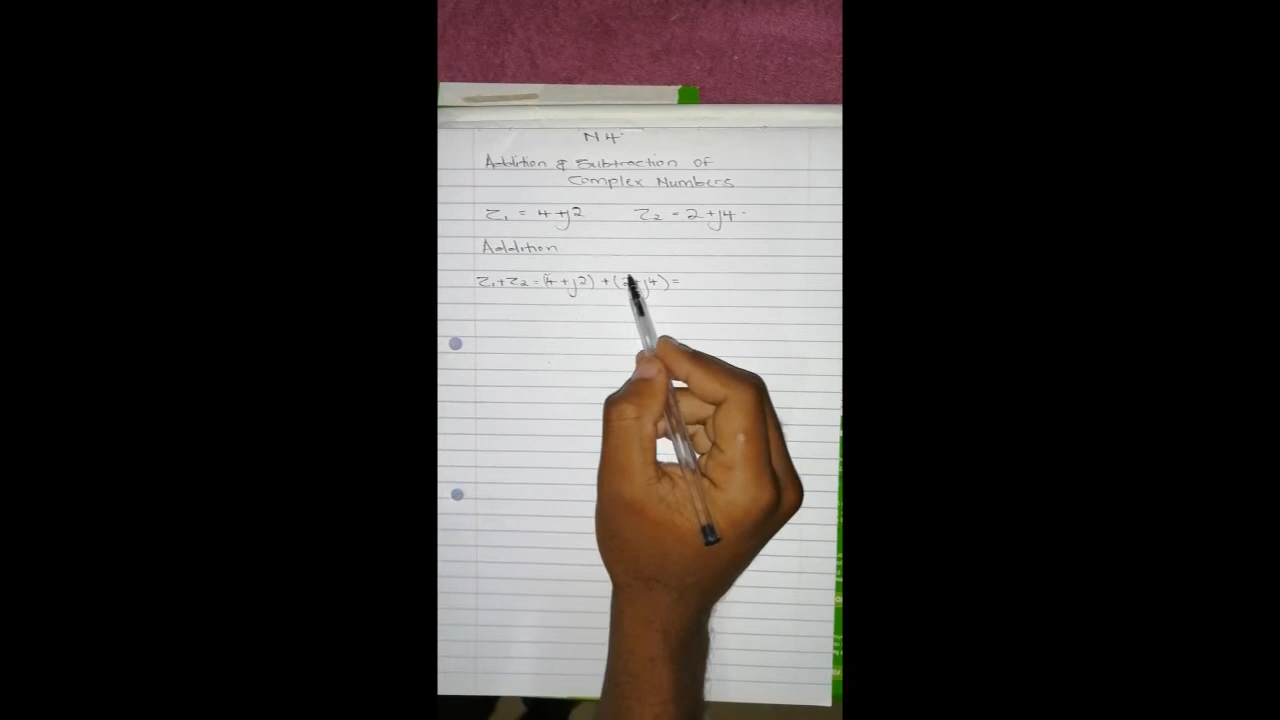 N4
Addition & Subtraction of
Complex Numbers
Z₁ = 4+j2 Z₂ = 2+j4
Addition
Z₁+Z₂ = (4+j2) + (2+j4) =